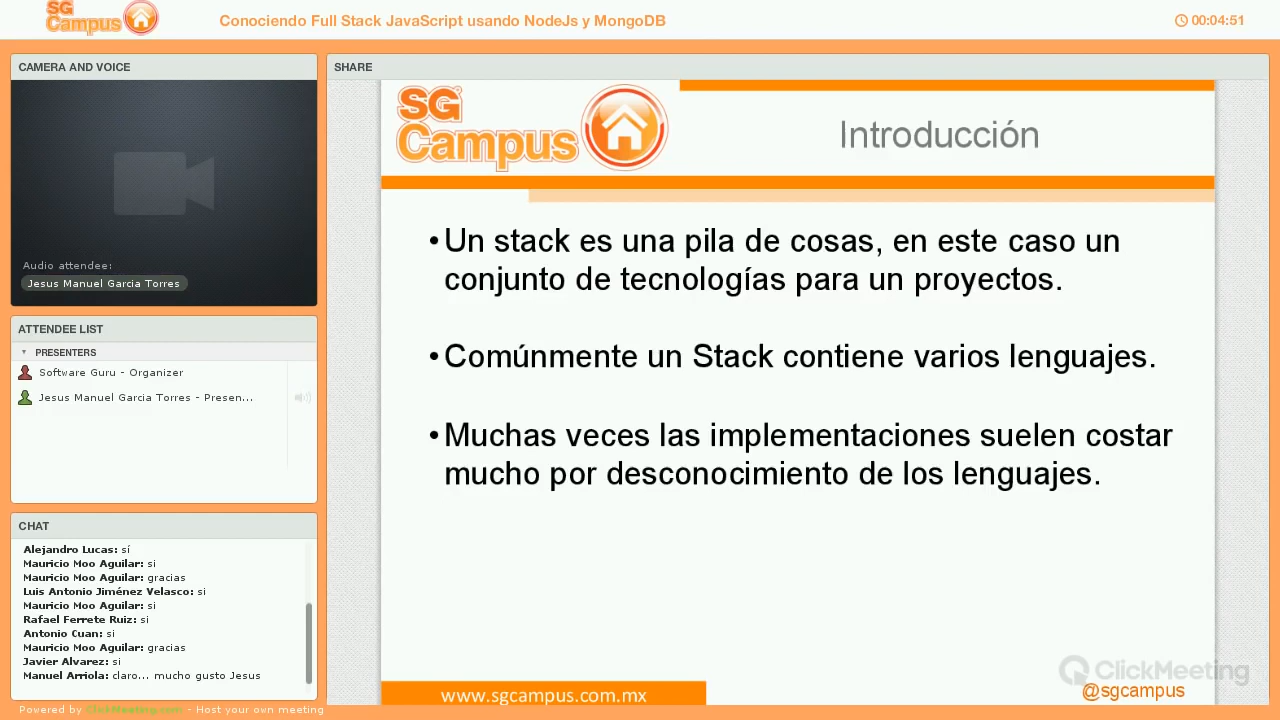 SG Campus
Conociendo Full Stack JavaScript usando NodeJs y MongoDB
00:04:51
CAMERA AND VOICE
Audio attendee:
Jesus Manuel Garcia Torres
ATTENDEE LIST
PRESENTERS
Software Guru - Organizer
Jesus Manuel Garcia Torres - Presen...
CHAT
Alejandro Lucas: sí
Mauricio Moo Aguilar: si
Mauricio Moo Aguilar: gracias
Luis Antonio Jiménez Velasco: si
Mauricio Moo Aguilar: si
Rafael Ferrete Ruiz: si
Antonio Cuan: si
Mauricio Moo Aguilar: gracias
Javier Alvarez: si
Manuel Arriola: claro... mucho gusto Jesus
Powered by ClickMeeting.com - Host your own meeting
SHARE
SG
Campus
Introducción
•Un stack es una pila de cosas, en este caso un
conjunto de tecnologías para un proyectos.
•Comúnmente un Stack contiene varios lenguajes.
•Muchas veces las implementaciones suelen costar
mucho por desconocimiento de los lenguajes.
www.sgcampus.com.mx
ClickMeeting
@sgcampus